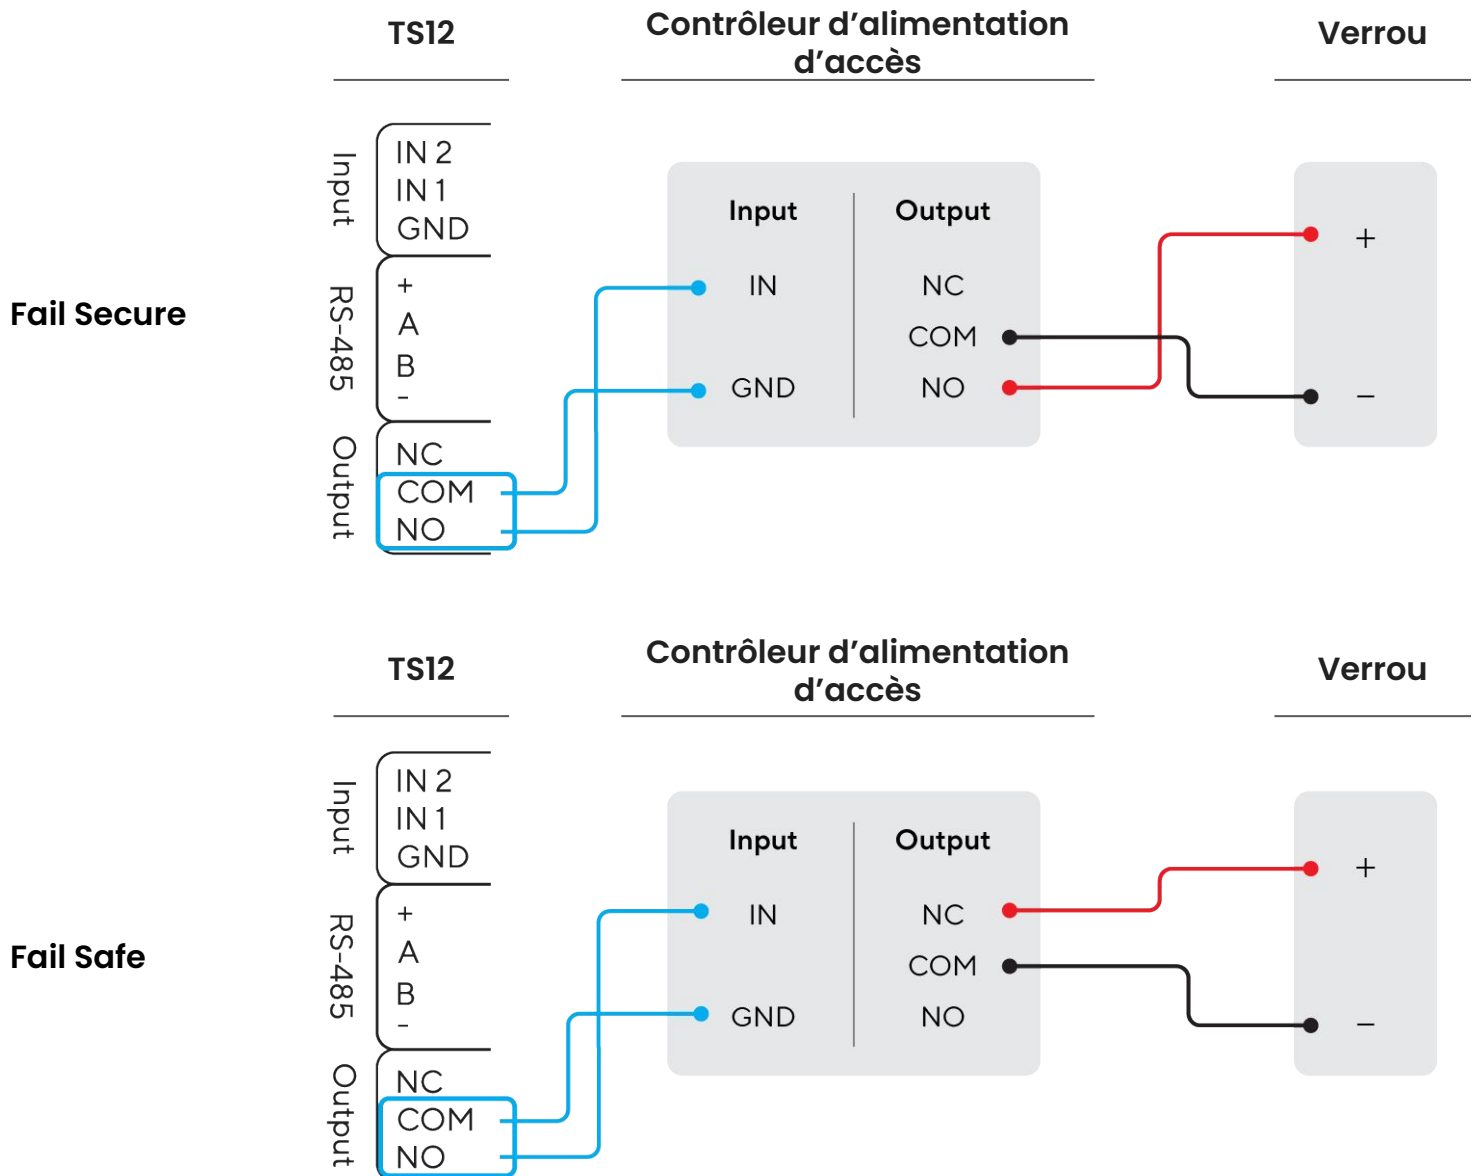 TS12
Contrôleur d’alimentation
d’accès
Verrou
Fail Secure
Input
IN 2
IN 1
GND
RS-485
+
A
B
-
Output
NC
COM
NO
Input
Output
IN
NC
COM
GND
NO
+
−
TS12
Contrôleur d’alimentation
d’accès
Verrou
Fail Safe
Input
IN 2
IN 1
GND
RS-485
+
A
B
-
Output
NC
COM
NO
Input
Output
IN
NC
COM
GND
NO
+
−